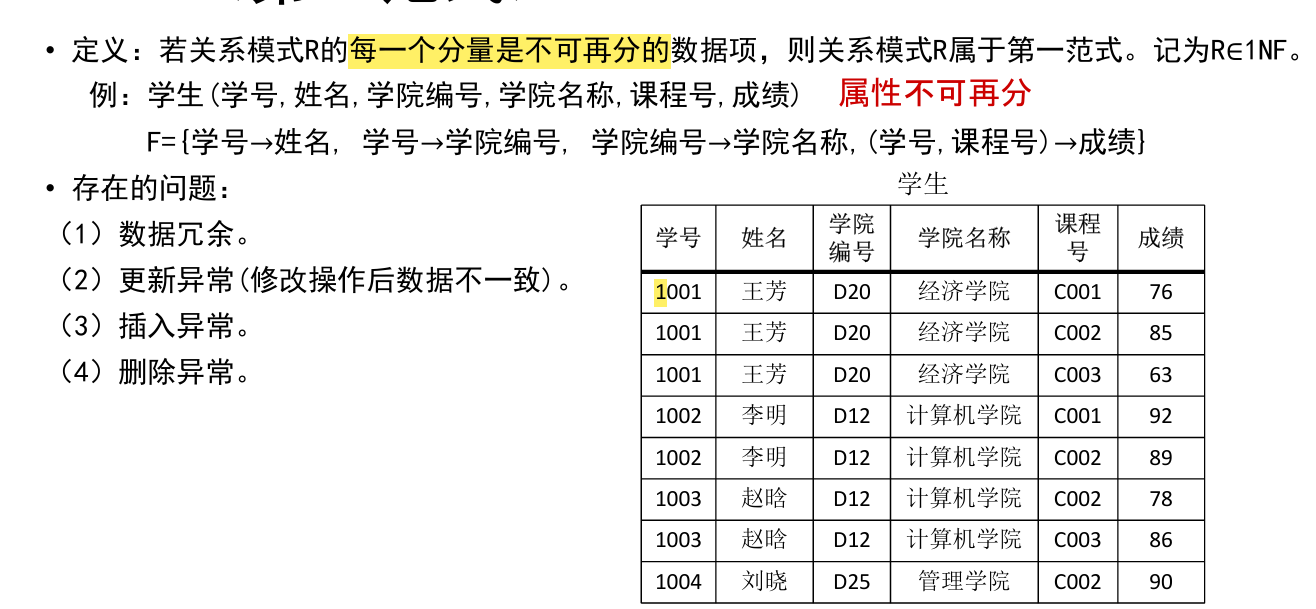 • 定义：若关系模式R的每一个分量是不可再分的数据项，则关系模式R属于第一范式。记为R∈1NF。
例：学生(学号,姓名,学院编号,学院名称,课程号,成绩) 属性不可再分
F={学号→姓名, 学号→学院编号, 学院编号→学院名称,(学号,课程号)→成绩}
• 存在的问题：
（1）数据冗余。
（2）更新异常(修改操作后数据不一致)。
（3）插入异常。
（4）删除异常。
学生
学号 姓名 学院编号 学院名称 课程号 成绩
1001 王芳 D20 经济学院 C001 76
1001 王芳 D20 经济学院 C002 85
1001 王芳 D20 经济学院 C003 63
1002 李明 D12 计算机学院 C001 92
1002 李明 D12 计算机学院 C002 89
1003 赵晗 D12 计算机学院 C002 78
1003 赵晗 D12 计算机学院 C003 86
1004 刘晓 D25 管理学院 C002 90